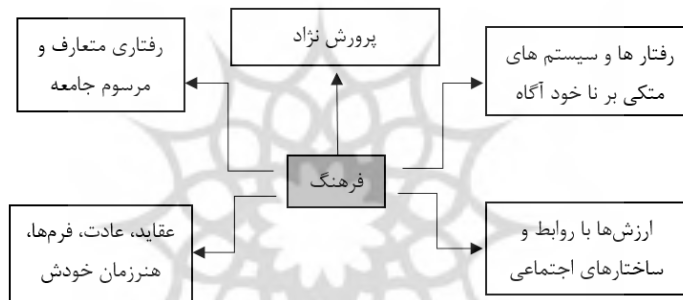 پرورش نژاد
رفتار ها و سیستم های
متکی بر نا خود آگاه
رفتاری متعارف و
مرسوم جامعه
فرهنگ
ارزش‌ها با روابط و
ساختارهای اجتماعی
عقاید، عادت، فرم‌ها،
هنرزمان خودش